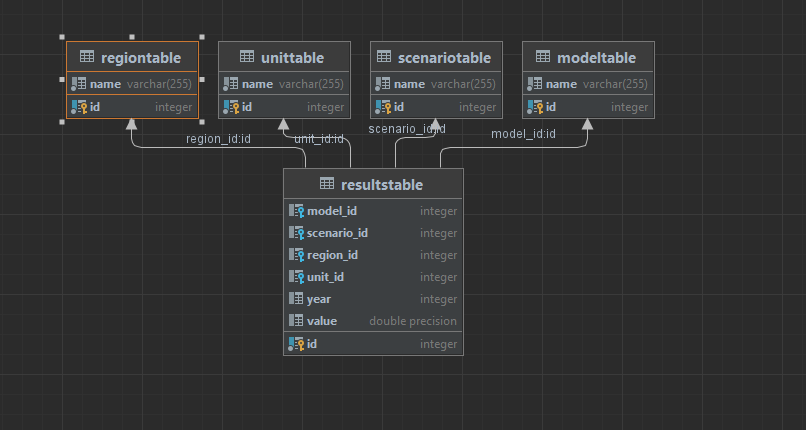 regiontable
name varchar(255)
id integer
unittable
name varchar(255)
id integer
scenariotable
name varchar(255)
id integer
modeltable
name varchar(255)
id integer
region_id:id
unit_id:id
scenario_id:id
model_id:id
resultstable
model_id integer
scenario_id integer
region_id integer
unit_id integer
year integer
value double precision
id integer